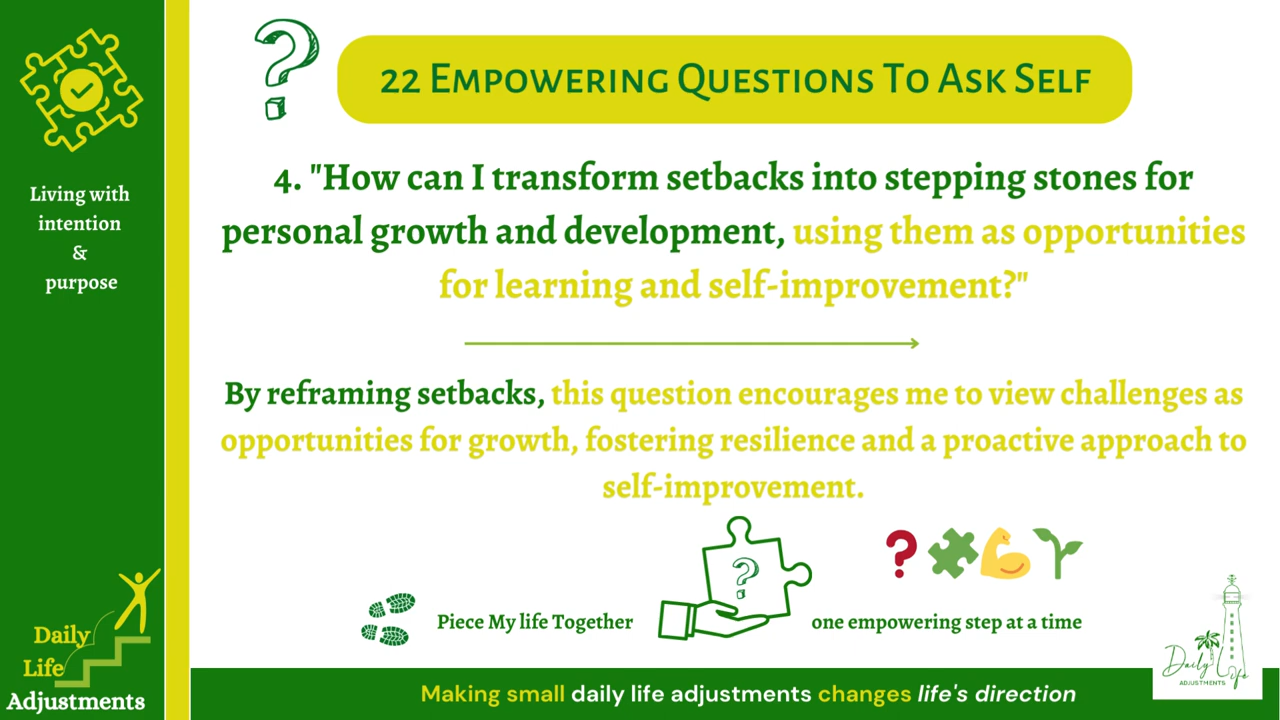 22 Empowering Questions To Ask Self
Living with
intention
&
purpose
4. "How can I transform setbacks into stepping stones for
personal growth and development, using them as opportunities
for learning and self-improvement?"
By reframing setbacks, this question encourages me to view challenges as
opportunities for growth, fostering resilience and a proactive approach to
self-improvement.
Piece My life Together
one empowering step at a time
Daily
Life
Adjustments
Daily Life
ADJUSTMENTS
Making small daily life adjustments changes life's direction